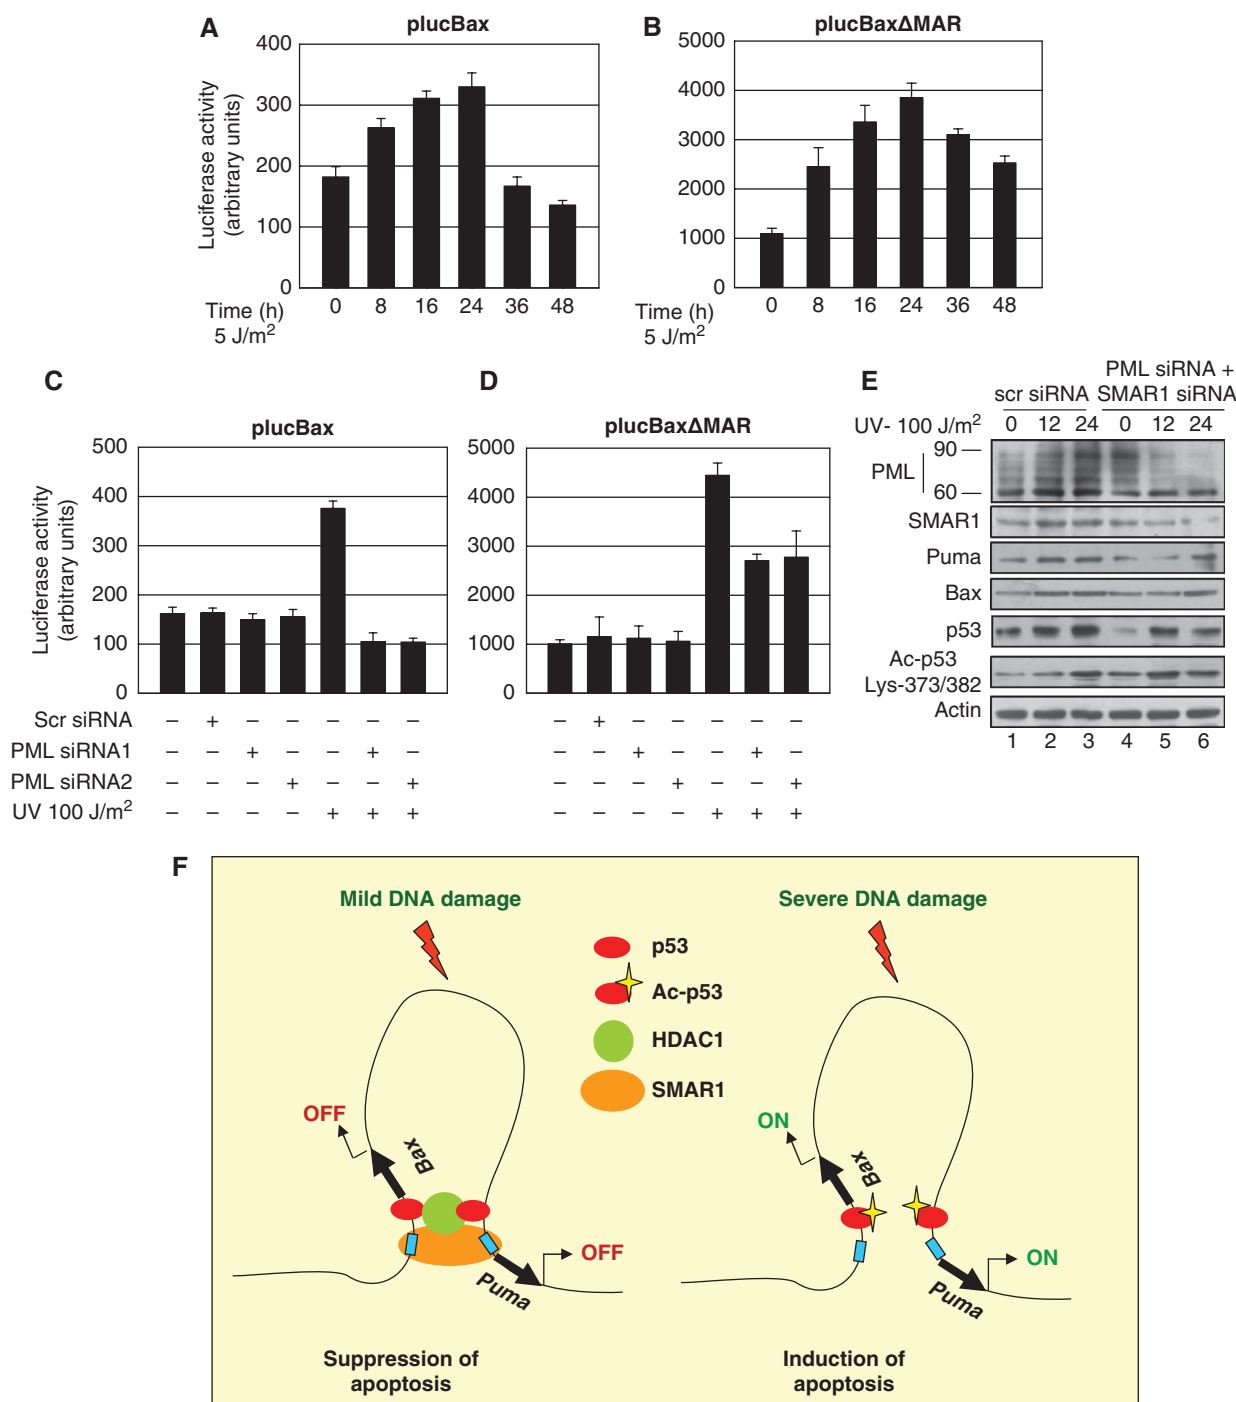 A
plucBax
Luciferase activity
(arbitrary units)
400
300
200
100
0
Time (h)
5 J/m²
0 8 16 24 36 48
B
plucBaxΔMAR
5000
4000
3000
2000
1000
0
Time (h)
5 J/m²
0 8 16 24 36 48
C
plucBax
Luciferase activity
(arbitrary units)
500
400
300
200
100
0
D
plucBaxΔMAR
5000
4000
3000
2000
1000
0
Scr siRNA – + – – – – – – + – – – – –
PML siRNA1 – – + – – + – – – + – – + –
PML siRNA2 – – – + – – + – – – + – – +
UV 100 J/m² – – – – + + + – – – – + + +
E
scr siRNA
PML siRNA +
SMAR1 siRNA
UV- 100 J/m² 0 12 24 0 12 24
PML
90
60
SMAR1
Puma
Bax
p53
Ac-p53
Lys-373/382
Actin
1 2 3 4 5 6
F
Mild DNA damage
Severe DNA damage
p53
Ac-p53
HDAC1
SMAR1
OFF
Bax
OFF
Puma
ON
Bax
ON
Puma
Suppression of
apoptosis
Induction of
apoptosis